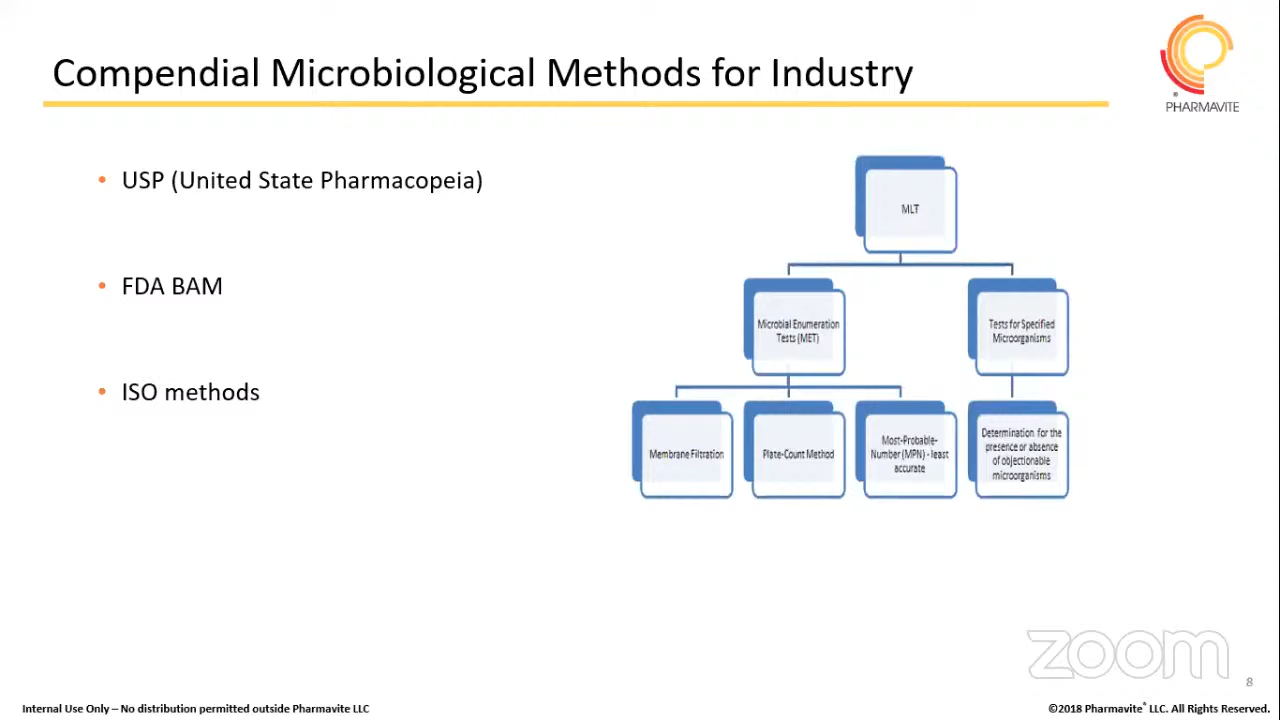 Compendial Microbiological Methods for Industry
® PHARMAVITE
• USP (United State Pharmacopeia)
• FDA BAM
• ISO methods
MLT
Microbial Enumeration
Tests (MET)
Tests for Specified
Microorganisms
Membrane Filtration
Plate-Count Method
Most-Probable-
Number (MPN) - least
accurate
Determination for the
presence or absence
of objectionable
microorganisms
zoom
8
Internal Use Only – No distribution permitted outside Pharmavite LLC
©2018 Pharmavite® LLC. All Rights Reserved.